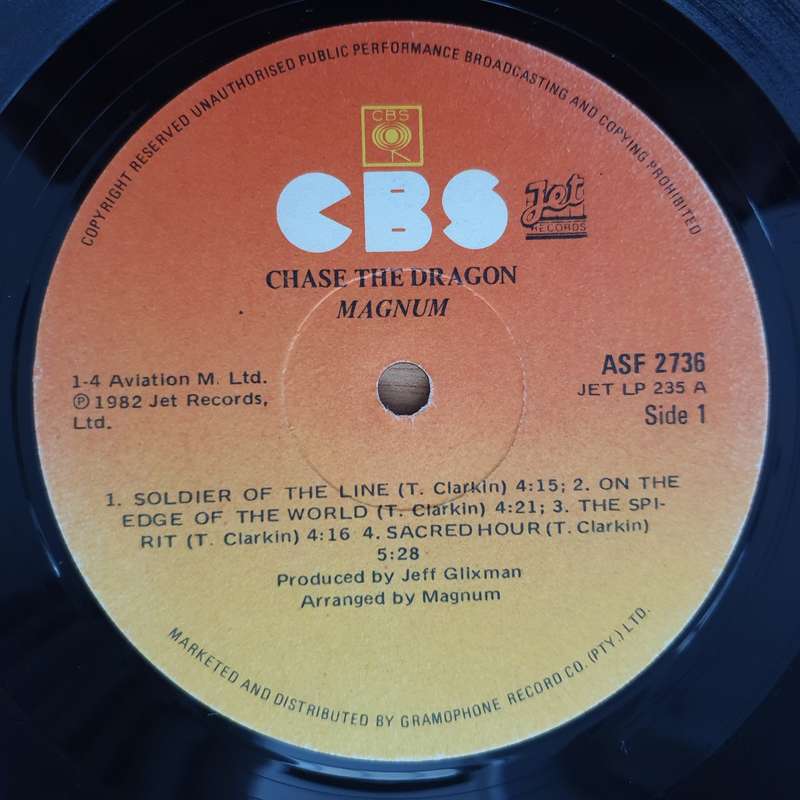 COPYRIGHT RESERVED UNAUTHORISED PUBLIC PERFORMANCE BROADCASTING AND COPYING PROHIBITED
CBS
CBS
Jet
RECORDS
CHASE THE DRAGON
MAGNUM
1-4 Aviation M. Ltd.
Ⓟ 1982 Jet Records,
Ltd.
ASF 2736
JET LP 235 A
Side 1
1. SOLDIER OF THE LINE (T. Clarkin) 4:15; 2. ON THE
EDGE OF THE WORLD (T. Clarkin) 4:21; 3. THE SPI-
RIT (T. Clarkin) 4:16 4. SACRED HOUR (T. Clarkin)
5:28
Produced by Jeff Glixman
Arranged by Magnum
MARKETED AND DISTRIBUTED BY GRAMOPHONE RECORD CO. (PTY.) LTD.